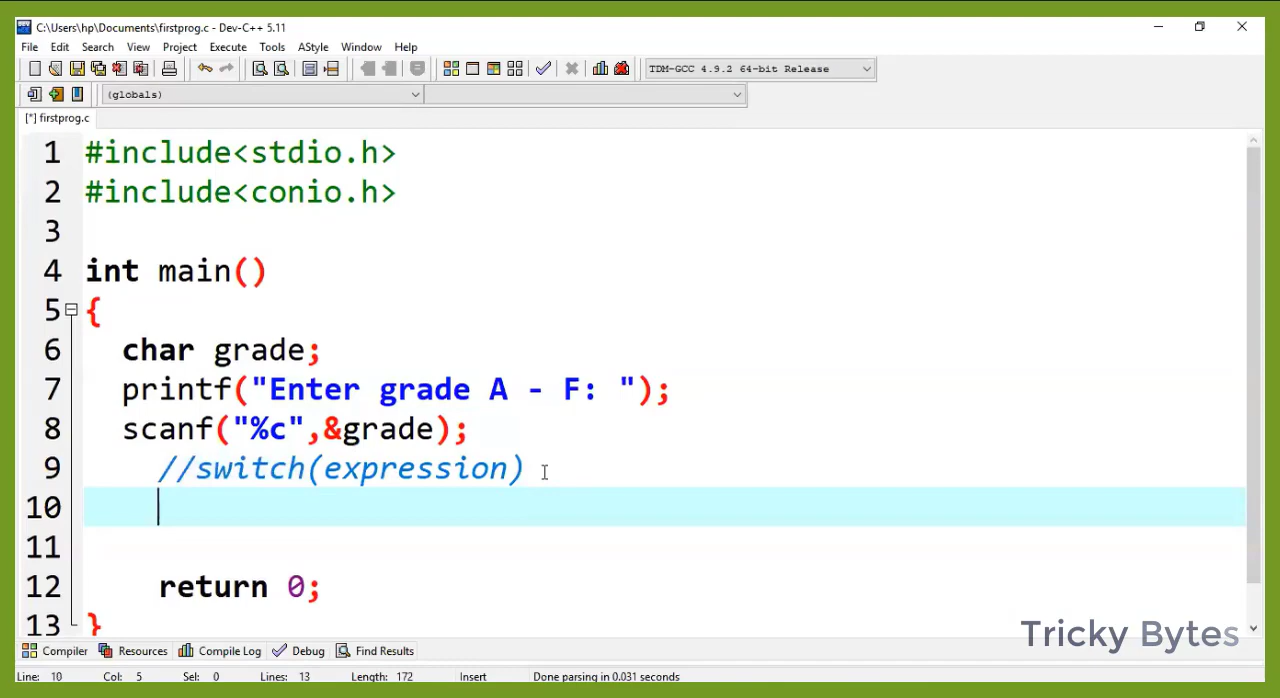 C:\Users\hp\Documents\firstprog.c - Dev-C++ 5.11
File Edit Search View Project Execute Tools AStyle Window Help
TDM-GCC 4.9.2 64-bit Release
(globals)
[*] firstprog.c
1 #include<stdio.h>
2 #include<conio.h>
3
4 int main()
5 {
6 char grade;
7 printf("Enter grade A - F: ");
8 scanf("%c",&grade);
9 //switch(expression)
10
11
12 return 0;
13 }
Tricky Bytes
Compiler Resources Compile Log Debug Find Results
Line: 10 Col: 5 Sel: 0 Lines: 13 Length: 172 Insert Done parsing in 0.031 seconds